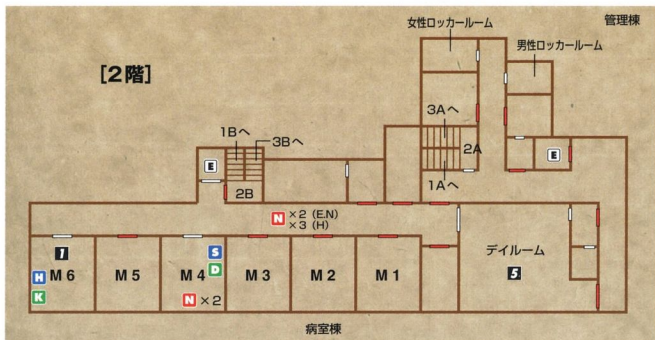 女性ロッカールーム
管理棟
男性ロッカールーム
[2階]
3Aへ
1Bへ
3Bへ
2A
E
E
2B
1Aへ
N ×2 (E.N)
×3 (H)
デイルーム
1
S
5
M 6
M 5
M 4
M 3
M 2
M 1
H
D
K
N ×2
病室棟